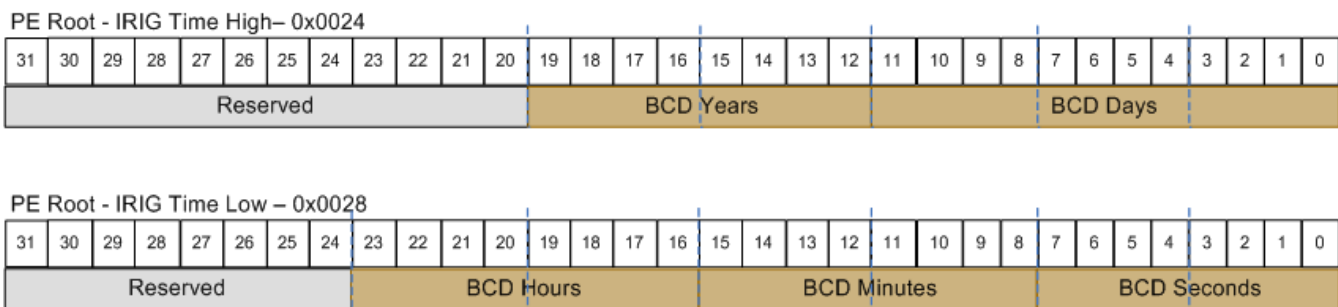 PE Root - IRIG Time High– 0x0024
31 30 29 28 27 26 25 24 23 22 21 20 19 18 17 16 15 14 13 12 11 10 9 8 7 6 5 4 3 2 1 0
Reserved BCD Years BCD Days
PE Root - IRIG Time Low – 0x0028
31 30 29 28 27 26 25 24 23 22 21 20 19 18 17 16 15 14 13 12 11 10 9 8 7 6 5 4 3 2 1 0
Reserved BCD Hours BCD Minutes BCD Seconds